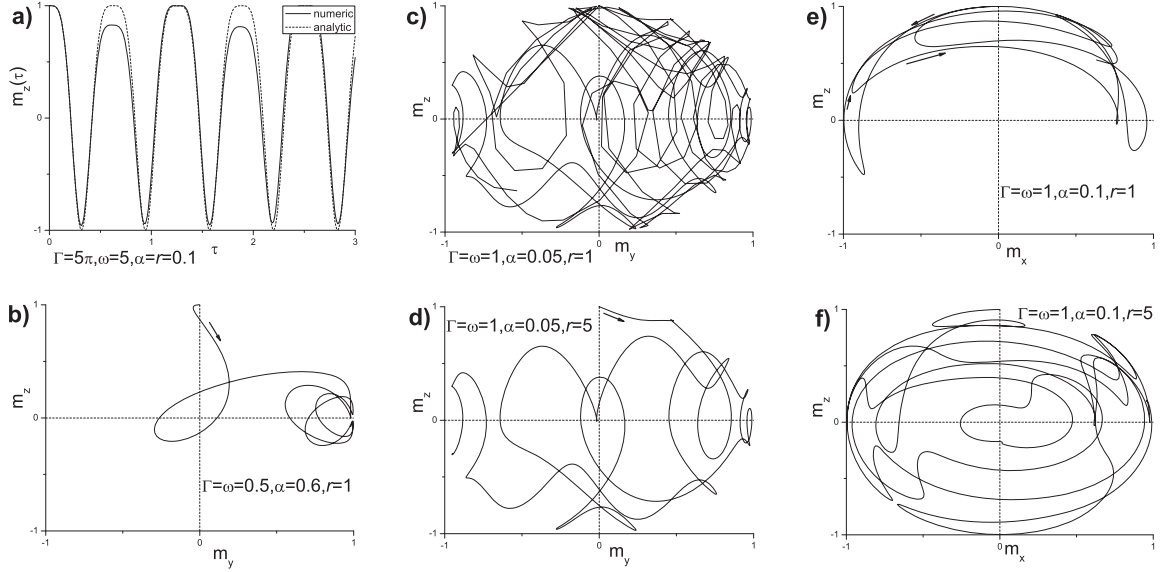 a)
1
0
-1
m_z(τ)
numeric
analytic
0 1 2 3
τ
Γ=5π,ω=5,α=r=0.1
b)
1
0
-1
m_z
Γ=ω=0.5,α=0.6,r=1
-1 0 1
m_y
c)
1
0
-1
m_z
-1 0 1
m_y
Γ=ω=1,α=0.05,r=1
d)
1
0
-1
m_z
Γ=ω=1,α=0.05,r=5
-1 0 1
m_y
e)
1
0
-1
m_z
Γ=ω=1,α=0.1,r=1
-1 0 1
m_x
f)
1
0
-1
m_z
Γ=ω=1,α=0.1,r=5
-1 0 1
m_x